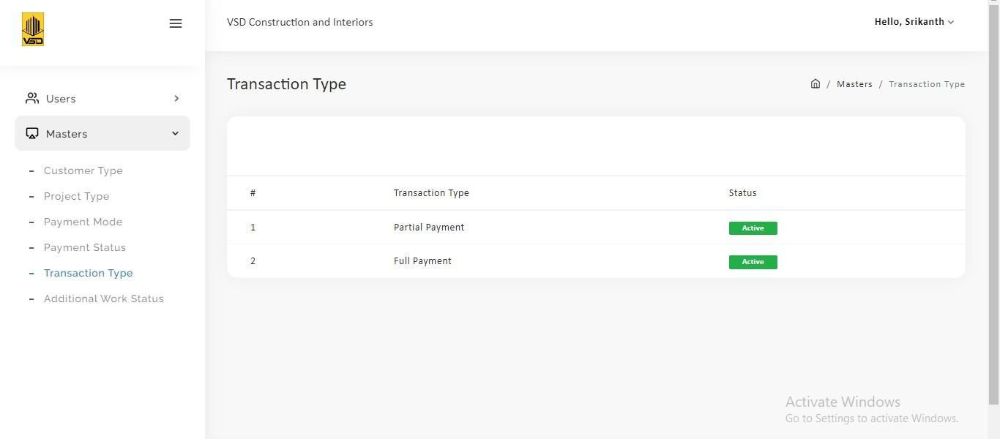 VSD
VSD Construction and Interiors
Hello, Srikanth
Users
Masters
Customer Type
Project Type
Payment Mode
Payment Status
Transaction Type
Additional Work Status
Transaction Type
/ Masters / Transaction Type
# Transaction Type Status
1 Partial Payment Active
2 Full Payment Active
Activate Windows
Go to Settings to activate Windows.